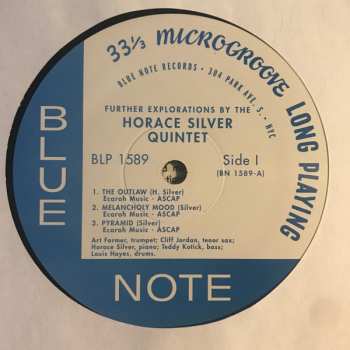 33⅓ MICROGROOVE LONG PLAYING
BLUE NOTE RECORDS • 304 PARK AVE. S., NYC
FURTHER EXPLORATIONS BY THE
HORACE SILVER
QUINTET
BLP 1589 Side I
(BN 1589-A)
1. THE OUTLAW (H. Silver)
Ecaroh Music - ASCAP
2. MELANCHOLY MOOD (Silver)
Ecaroh Music - ASCAP
3. PYRAMID (Silver)
Ecaroh Music - ASCAP
Art Farmer, trumpet; Cliff Jordan, tenor sax;
Horace Silver, piano; Teddy Kotick, bass;
Louis Hayes, drums.
BLUE
NOTE